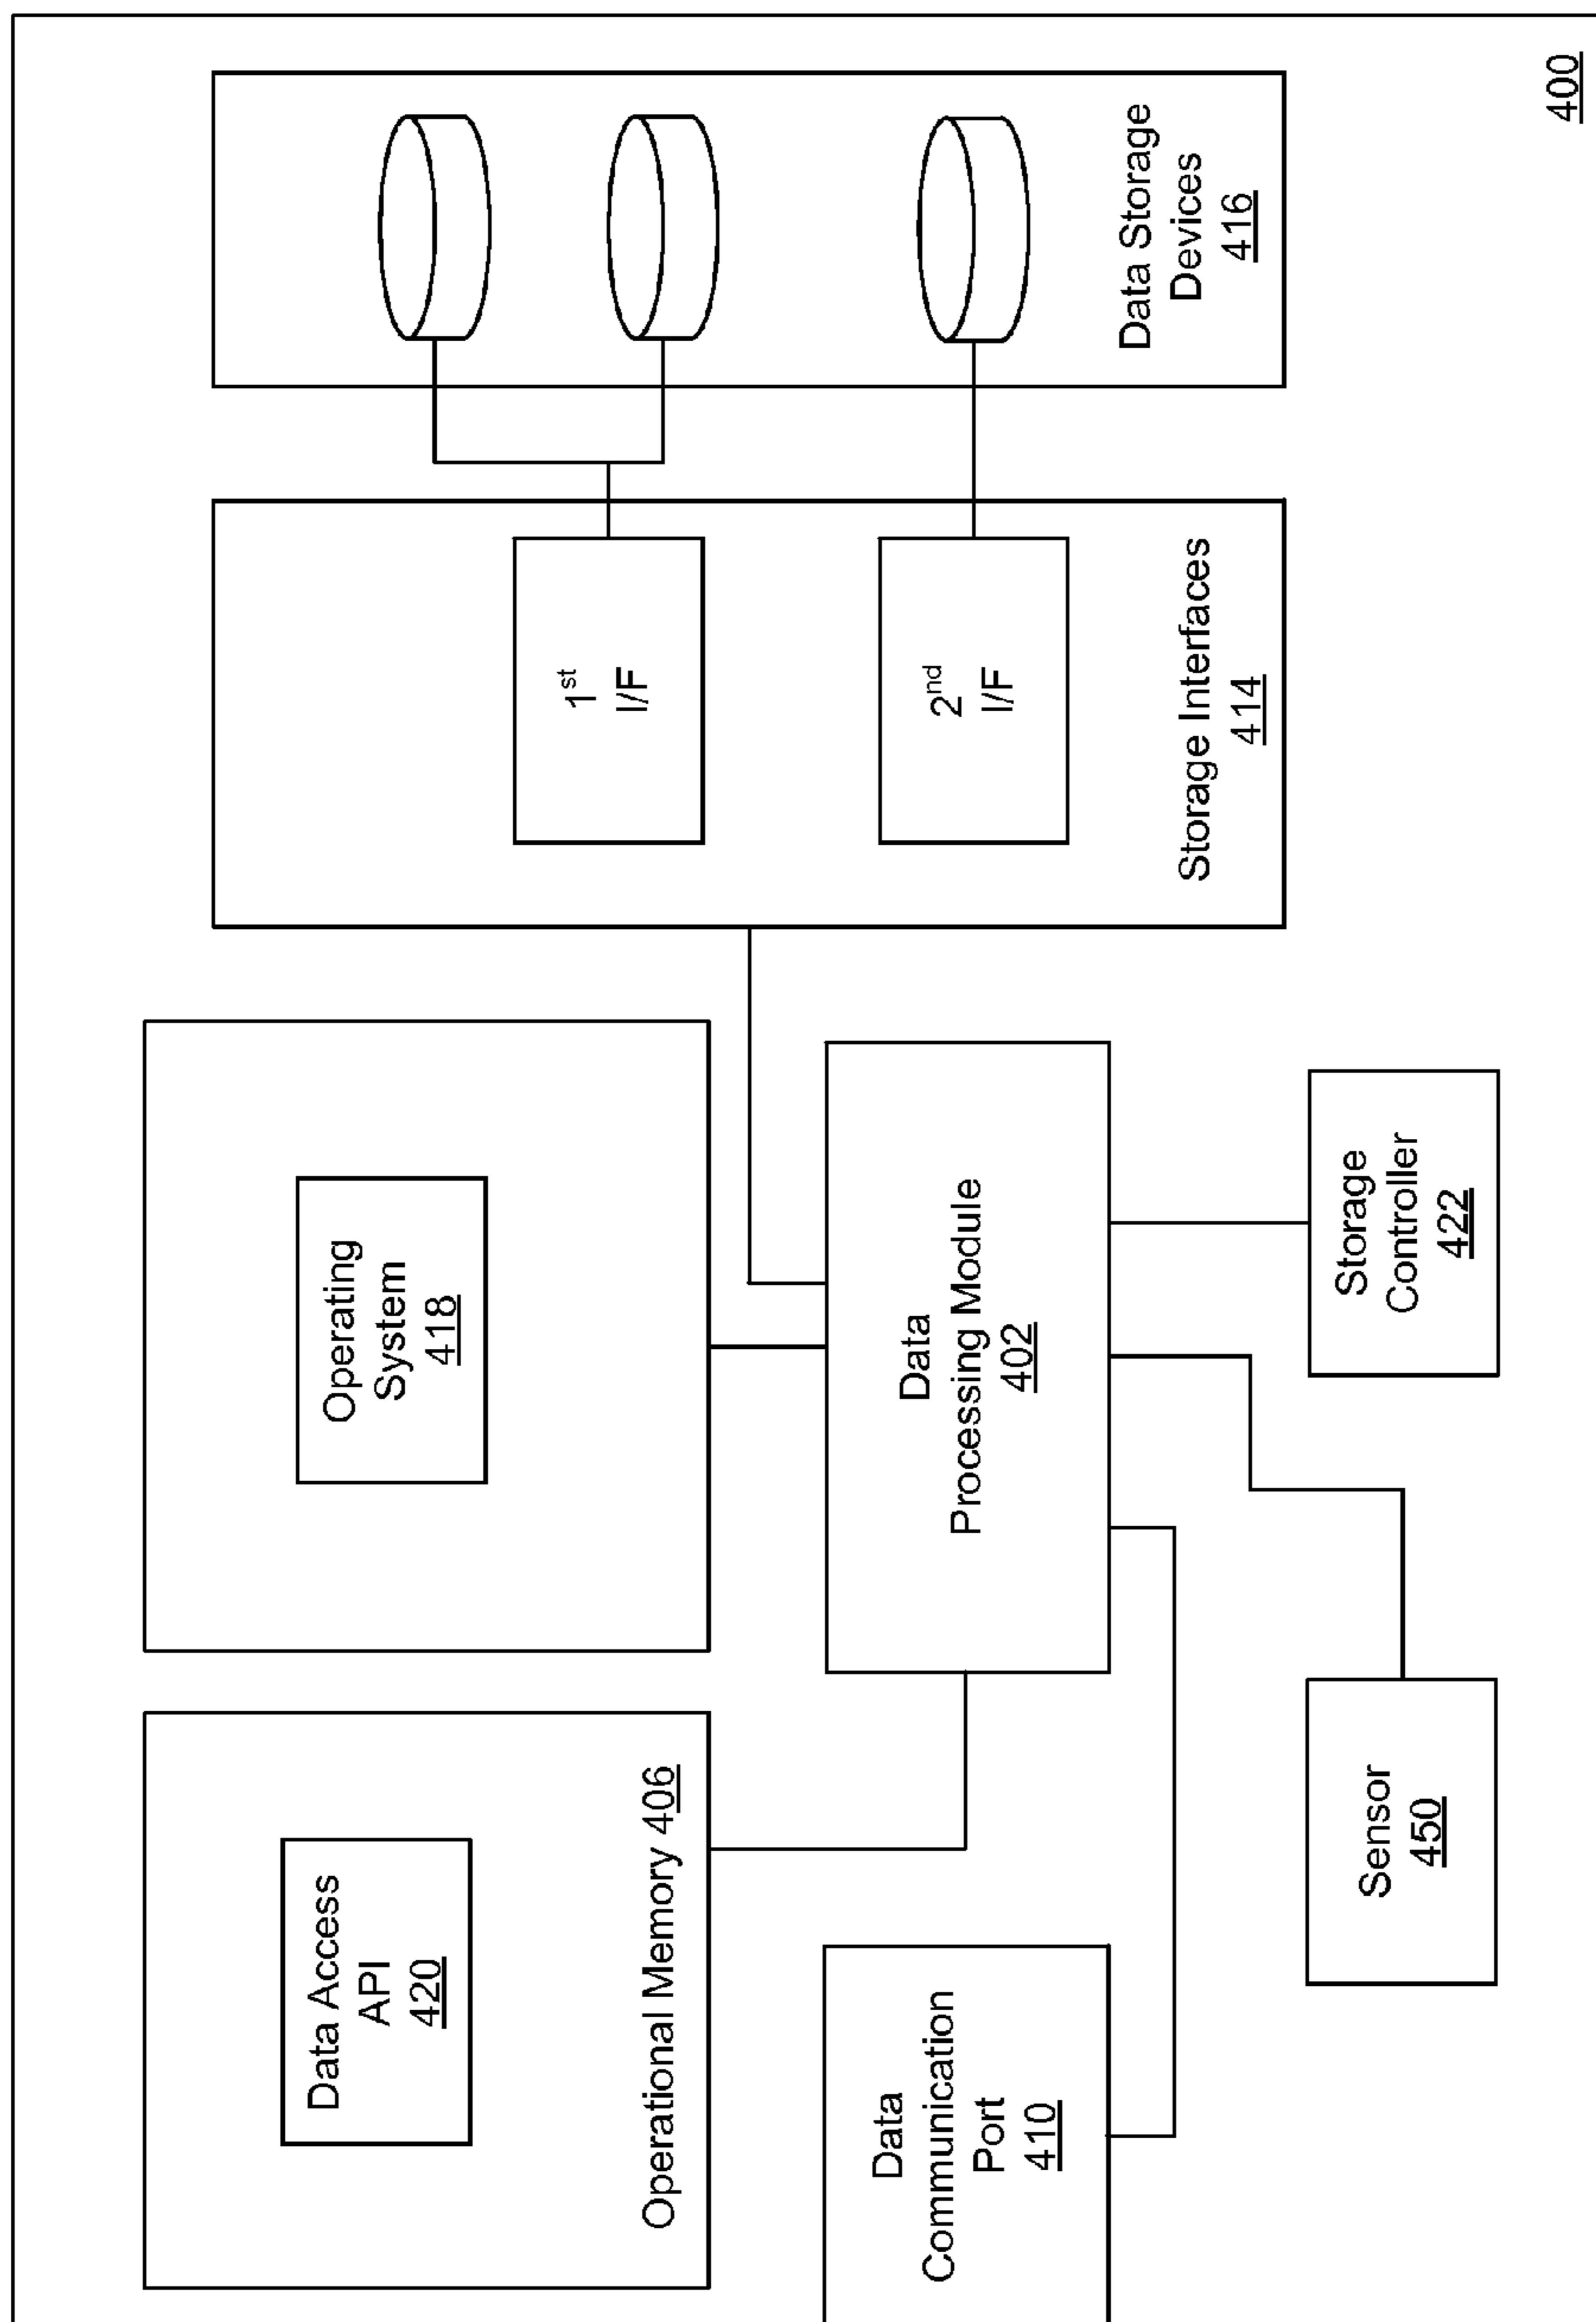 Data Access
API
420
Operational Memory 406
Operating
System
418
Data
Communication
Port
410
Data
Processing Module
402
Sensor
450
Storage
Controller
422
1st
I/F
2nd
I/F
Storage Interfaces
414
Data Storage
Devices
416
400